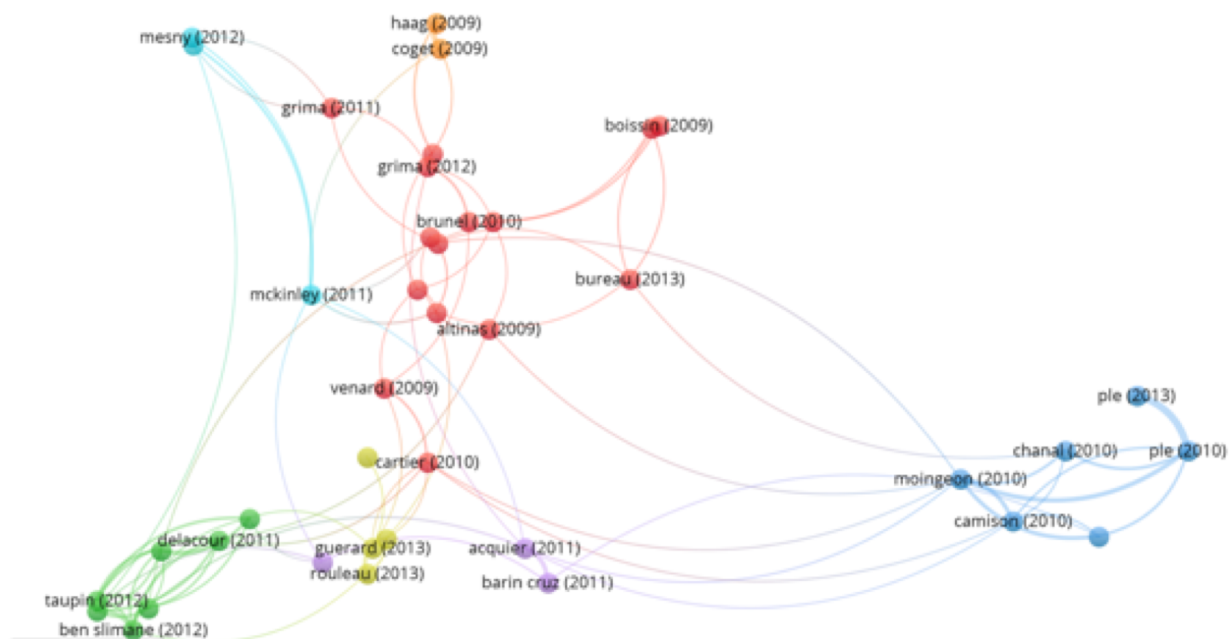 haag (2009)
mesny (2012)
coget (2009)
grima (2011)
boissin (2009)
grima (2012)
brunel (2010)
bureau (2013)
mckinley (2011)
altinas (2009)
venard (2009)
ple (2013)
chanal (2010)
ple (2010)
cartier (2010)
moingeon (2010)
camison (2010)
delacour (2011)
guerard (2013)
acquier (2011)
rouleau (2013)
barin cruz (2011)
taupin (2012)
ben slimane (2012)